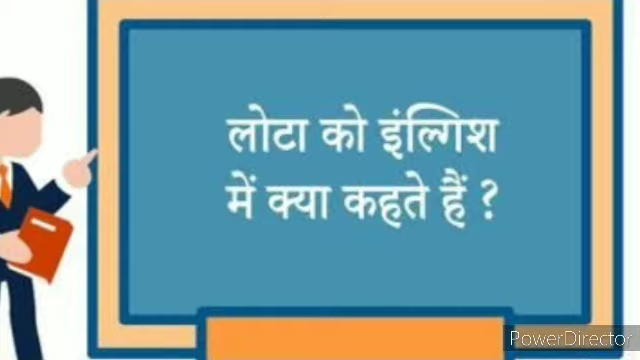 लोटा को इंल्गिश
में क्या कहते हैं ?
PowerDirector